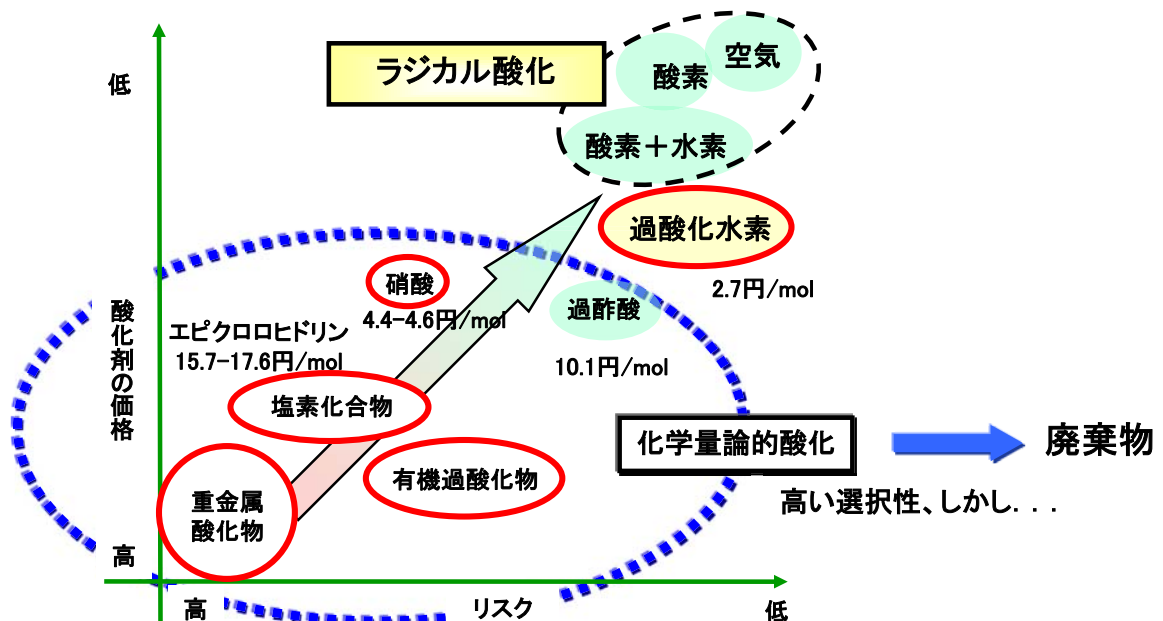 ラジカル酸化
空気
酸素
低
酸素＋水素
過酸化水素
2.7円/mol
硝酸
4.4-4.6円/mol
過酢酸
10.1円/mol
酸化剤の価格
エピクロロヒドリン
15.7-17.6円/mol
塩素化合物
化学量論的酸化
廃棄物
高い選択性、しかし．．．
有機過酸化物
重金属
酸化物
高
高
リスク
低